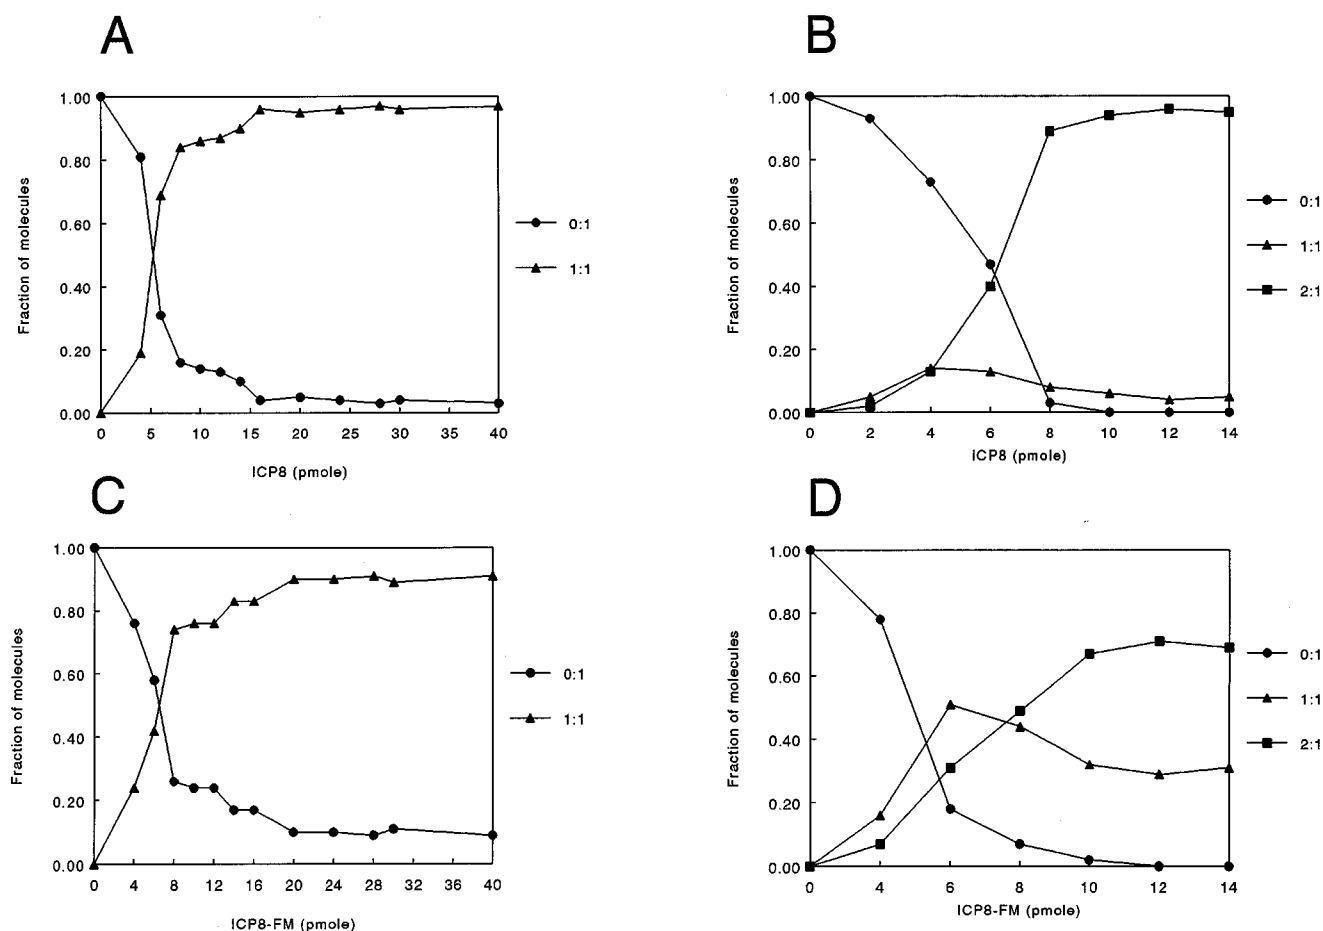 A
1.00
0.80
0.60
0.40
0.20
0.00
Fraction of molecules
0 5 10 15 20 25 30 35 40
ICP8 (pmole)
0:1
1:1
B
1.00
0.80
0.60
0.40
0.20
0.00
Fraction of molecules
0 2 4 6 8 10 12 14
ICP8 (pmole)
0:1
1:1
2:1
C
1.00
0.80
0.60
0.40
0.20
0.00
Fraction of molecules
0 4 8 12 16 20 24 28 32 36 40
ICP8-FM (pmole)
0:1
1:1
D
1.00
0.80
0.60
0.40
0.20
0.00
Fraction of molecules
0 4 6 8 10 12 14
ICP8-FM (pmole)
0:1
1:1
2:1